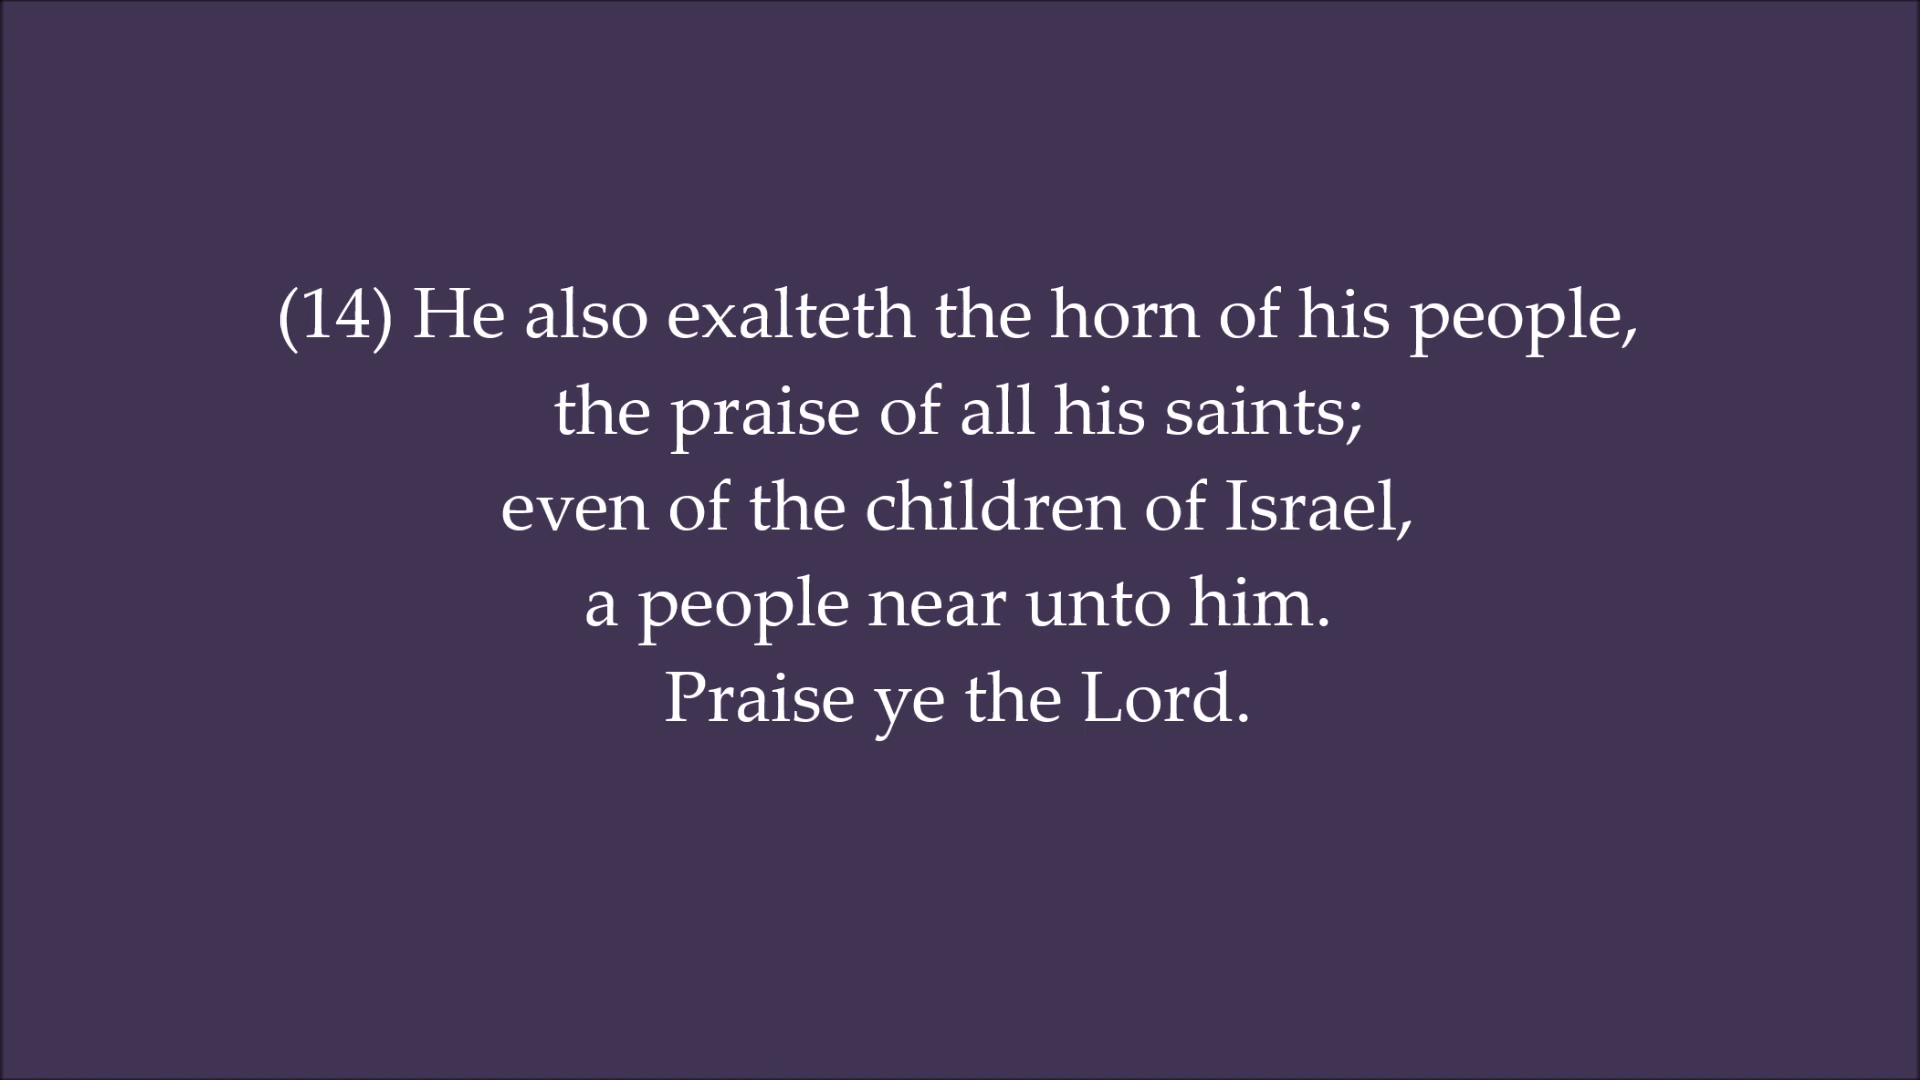 (14) He also exalteth the horn of his people,
the praise of all his saints;
even of the children of Israel,
a people near unto him.
Praise ye the Lord.